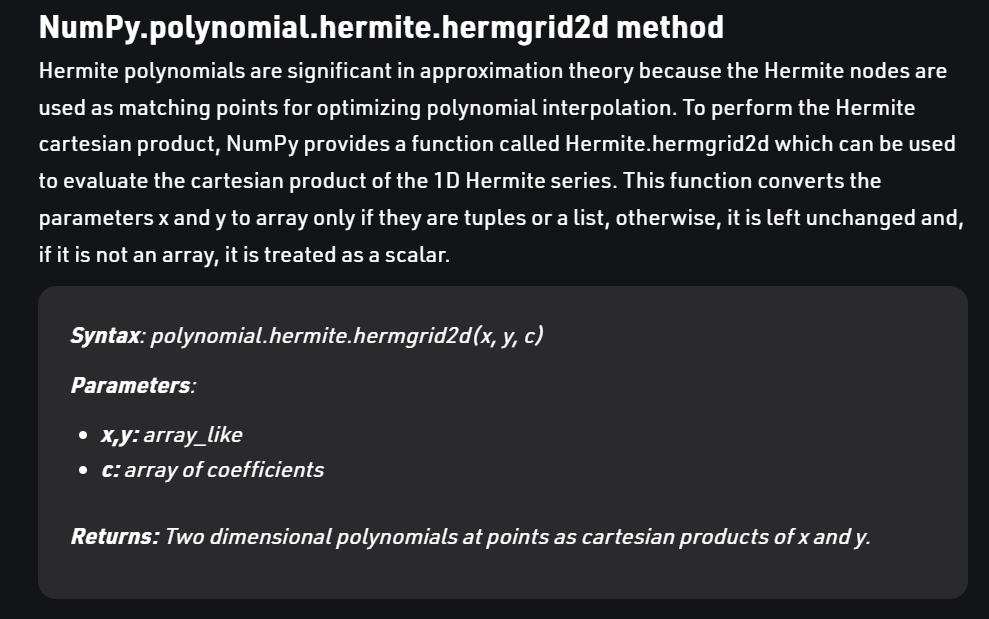 NumPy.polynomial.hermite.hermgrid2d method
Hermite polynomials are significant in approximation theory because the Hermite nodes are
used as matching points for optimizing polynomial interpolation. To perform the Hermite
cartesian product, NumPy provides a function called Hermite.hermgrid2d which can be used
to evaluate the cartesian product of the 1D Hermite series. This function converts the
parameters x and y to array only if they are tuples or a list, otherwise, it is left unchanged and,
if it is not an array, it is treated as a scalar.
Syntax: polynomial.hermite.hermgrid2d(x, y, c)
Parameters:
• x,y: array_like
• c: array of coefficients
Returns: Two dimensional polynomials at points as cartesian products of x and y.